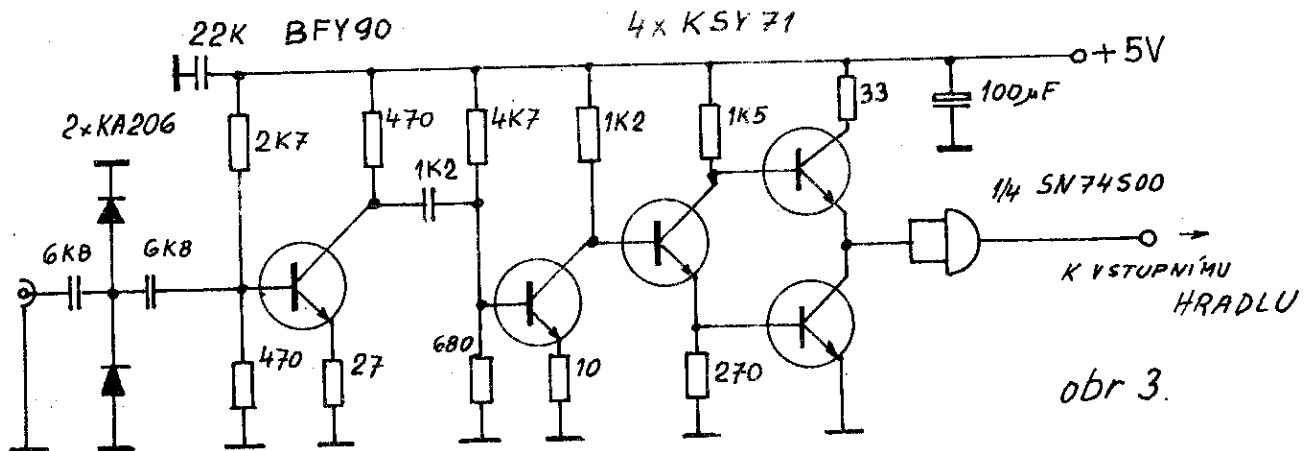 22K BFY90
4x KSY71
+5V
2xKA206
2K7
470
4K7
1K2
1K5
33
100µF
1K2
1/4 SN74S00
6K8
6K8
K VSTUPNÍMU
HRADLU
470
27
680
10
270
obr 3.